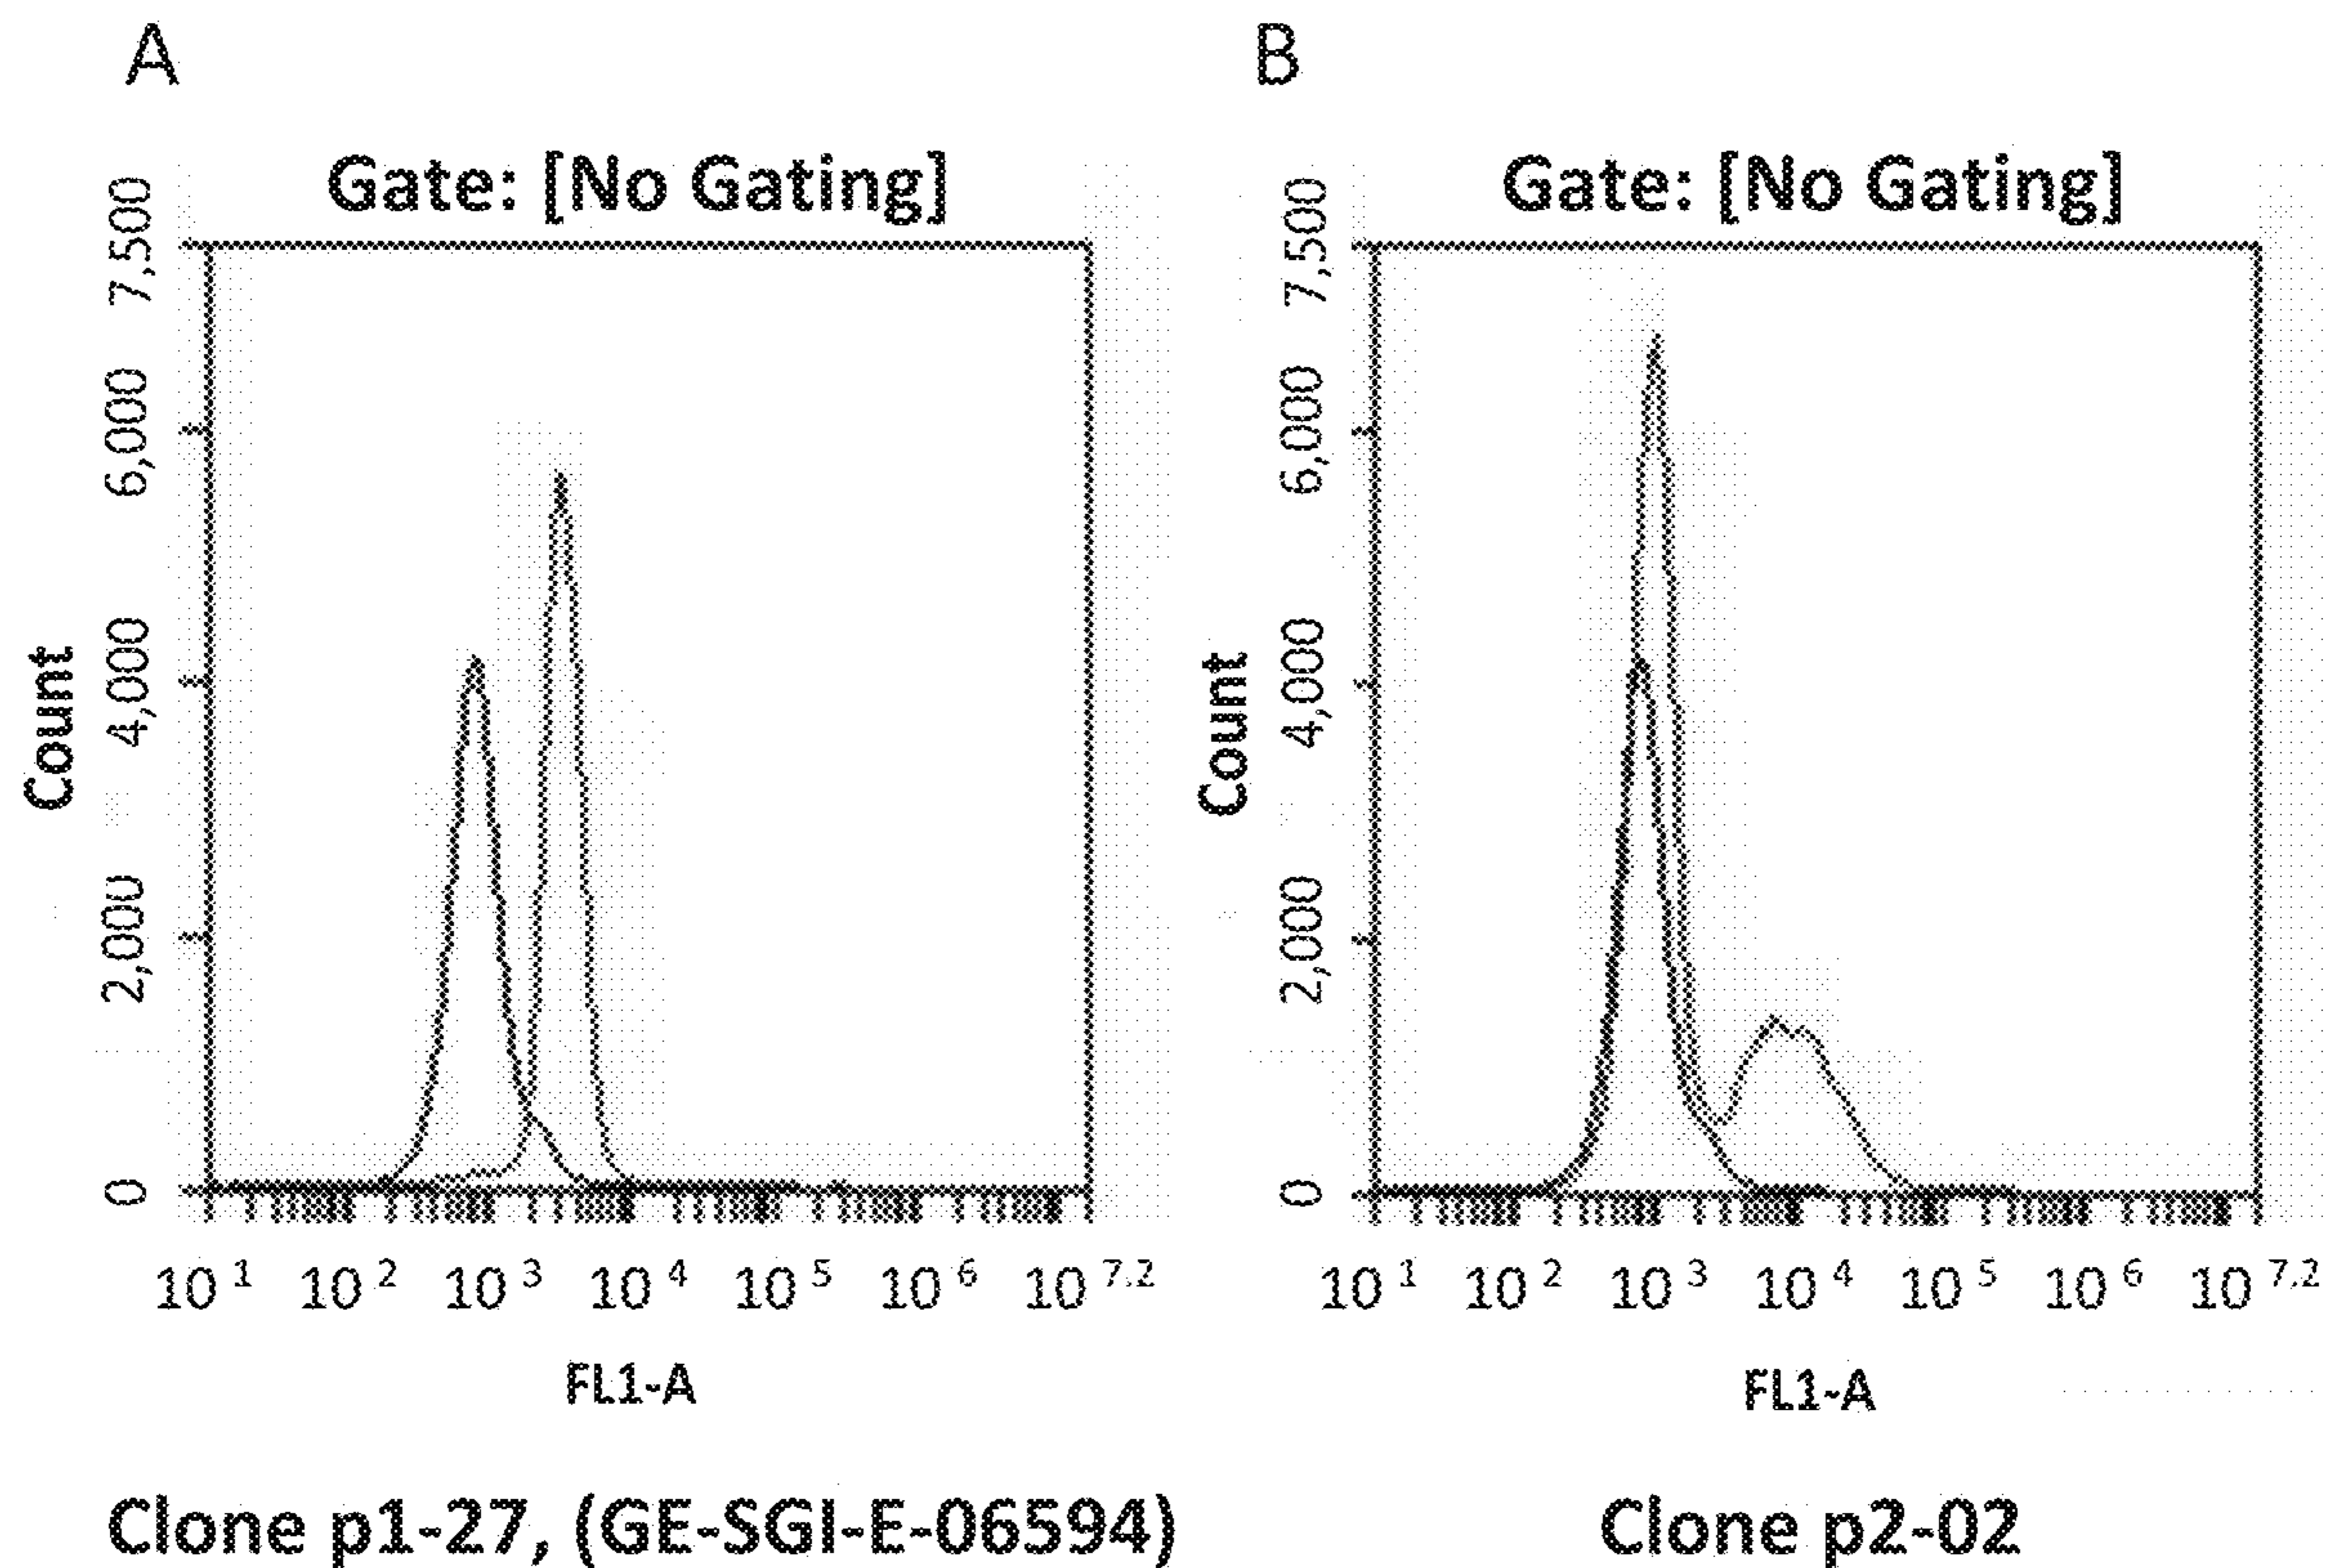 A
Gate: [No Gating]
Count
7,500
6,000
4,000
2,000
0
10 1 10 2 10 3 10 4 10 5 10 6 10 7.2
FL1-A
Clone p1-27, (GE-SGI-E-06594)
B
Gate: [No Gating]
Count
7,500
6,000
4,000
2,000
0
10 1 10 2 10 3 10 4 10 5 10 6 10 7.2
FL1-A
Clone p2-02